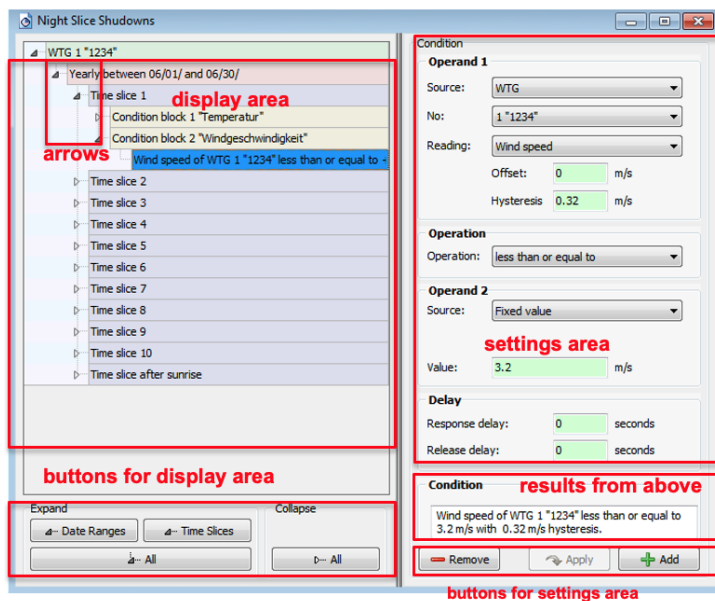 Night Slice Shudowns
WTG 1 "1234"
Yearly between 06/01/ and 06/30/
Time slice 1
display area
Condition block 1 "Temperatur"
Condition block 2 "Windgeschwindigkeit"
arrows
Wind speed of WTG 1 "1234" less than or equal to
Time slice 2
Time slice 3
Time slice 4
Time slice 5
Time slice 6
Time slice 7
Time slice 8
Time slice 9
Time slice 10
Time slice after sunrise
buttons for display area
Expand
Collapse
Date Ranges
Time Slices
All
All
Condition
Operand 1
Source: WTG
No: 1 "1234"
Reading: Wind speed
Offset: 0 m/s
Hysteresis 0.32 m/s
Operation
Operation: less than or equal to
Operand 2
Source: Fixed value
settings area
Value: 3.2 m/s
Delay
Response delay: 0 seconds
Release delay: 0 seconds
Condition
results from above
Wind speed of WTG 1 "1234" less than or equal to
3.2 m/s with 0.32 m/s hysteresis.
Remove
Apply
Add
buttons for settings area